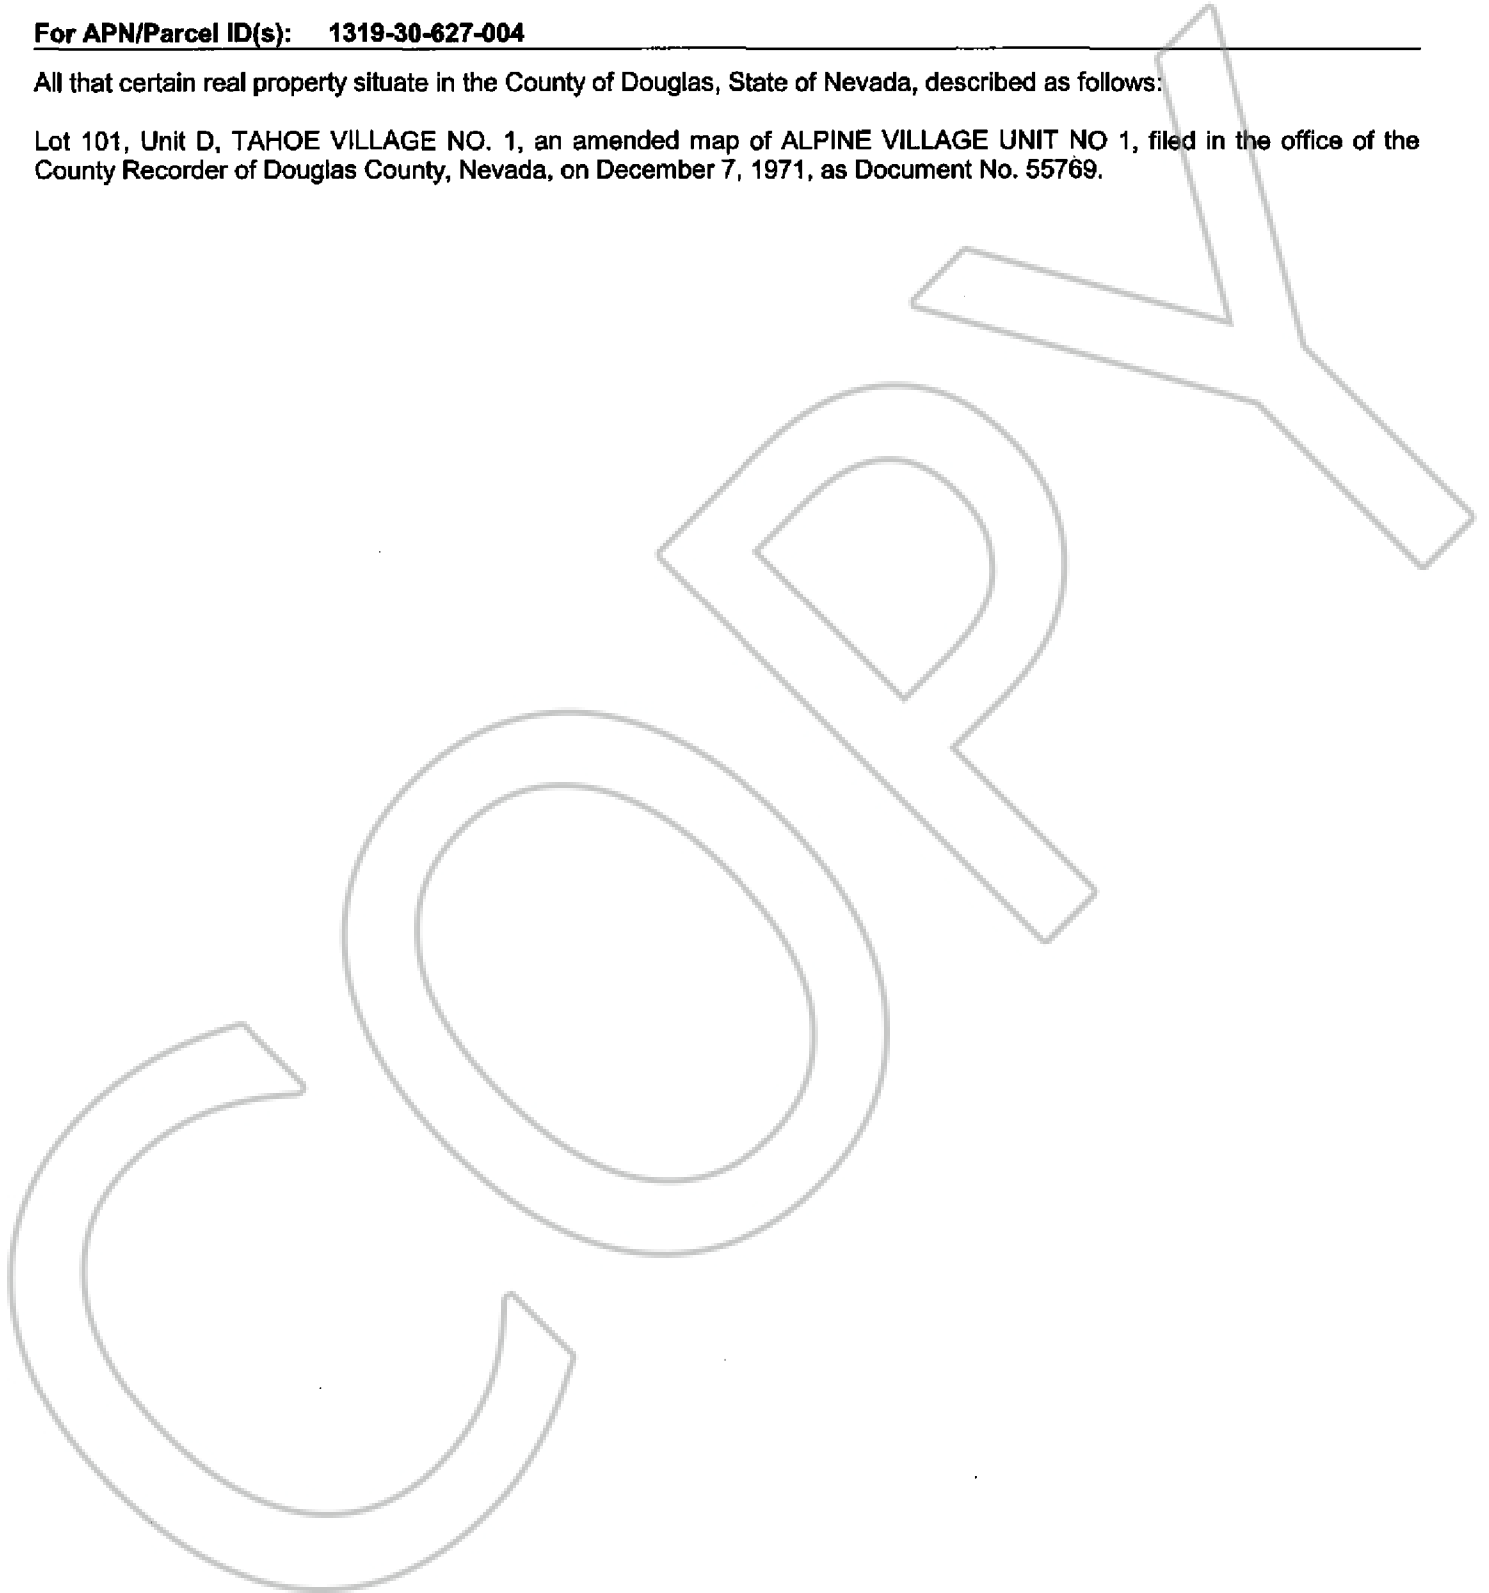 For APN/Parcel ID(s): 1319-30-627-004
All that certain real property situate in the County of Douglas, State of Nevada, described as follows:
Lot 101, Unit D, TAHOE VILLAGE NO. 1, an amended map of ALPINE VILLAGE UNIT NO 1, filed in the office of the
County Recorder of Douglas County, Nevada, on December 7, 1971, as Document No. 55769.
COPY